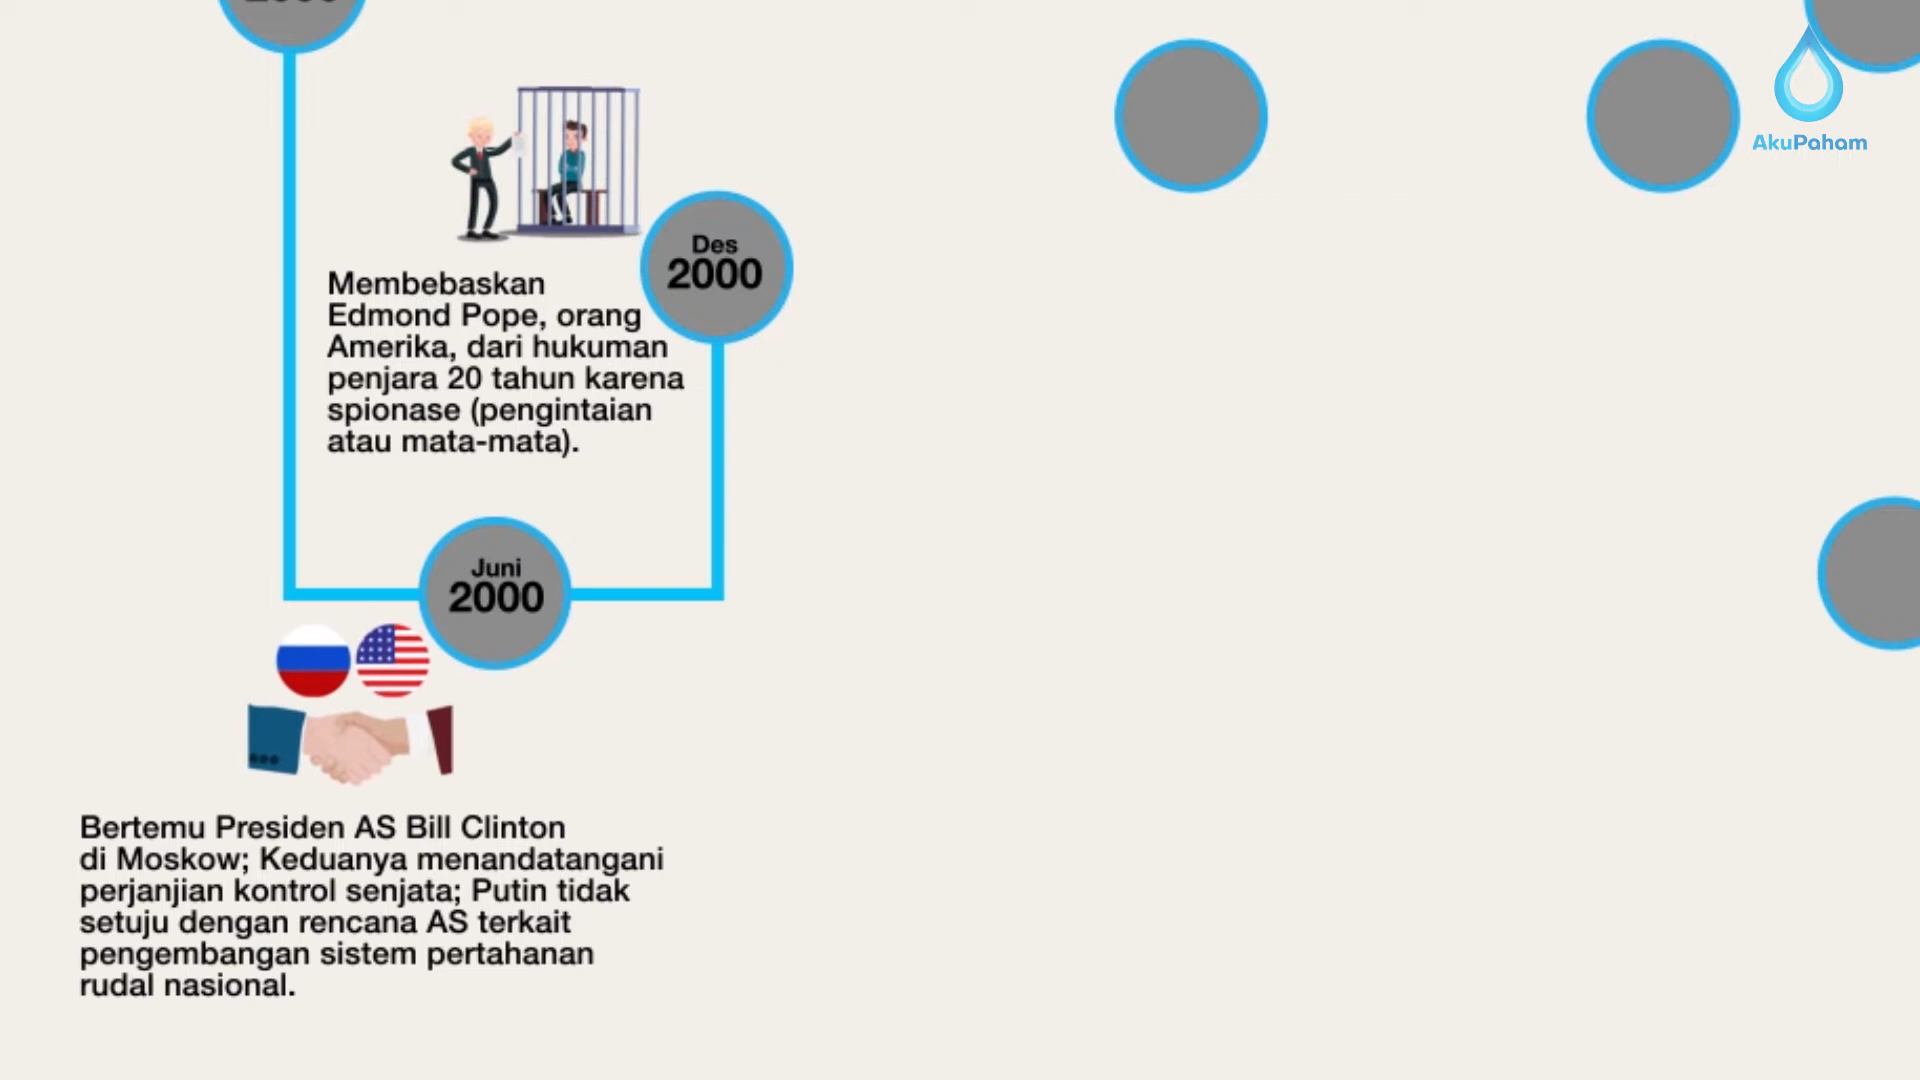 2000
AkuPaham
Des
2000
Membebaskan
Edmond Pope, orang
Amerika, dari hukuman
penjara 20 tahun karena
spionase (pengintaian
atau mata-mata).
Juni
2000
Bertemu Presiden AS Bill Clinton
di Moskow; Keduanya menandatangani
perjanjian kontrol senjata; Putin tidak
setuju dengan rencana AS terkait
pengembangan sistem pertahanan
rudal nasional.